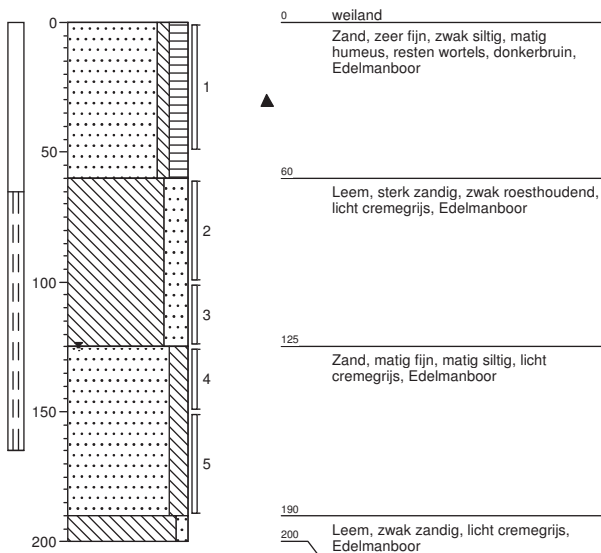 0
50
100
150
200
1
2
3
4
5
0 weiland
Zand, zeer fijn, zwak siltig, matig
humeus, resten wortels, donkerbruin,
Edelmanboor
60
Leem, sterk zandig, zwak roesthoudend,
licht cremegrijs, Edelmanboor
125
Zand, matig fijn, matig siltig, licht
cremegrijs, Edelmanboor
190
Leem, zwak zandig, licht cremegrijs,
200
Edelmanboor